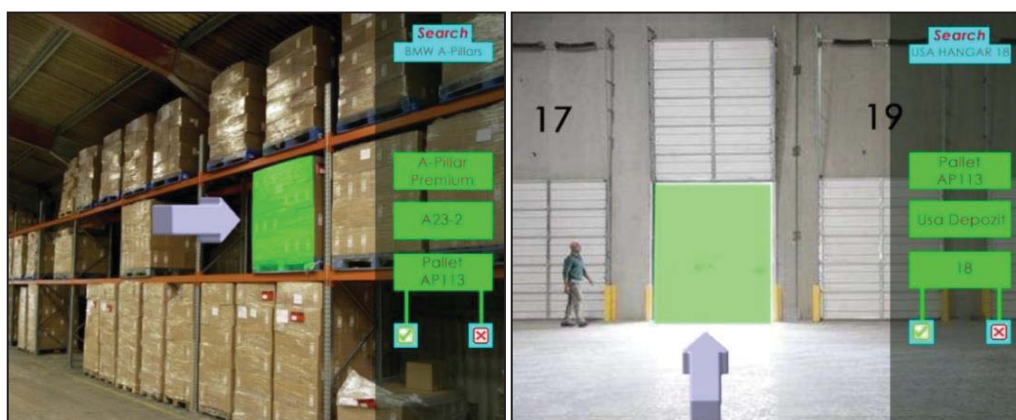 Search
BMW A-Pillars
A-Pillar
Premium
A23-2
Pallet
AP113
17
19
Search
USA HANGAR 18
Pallet
AP113
Usa Depozit
18